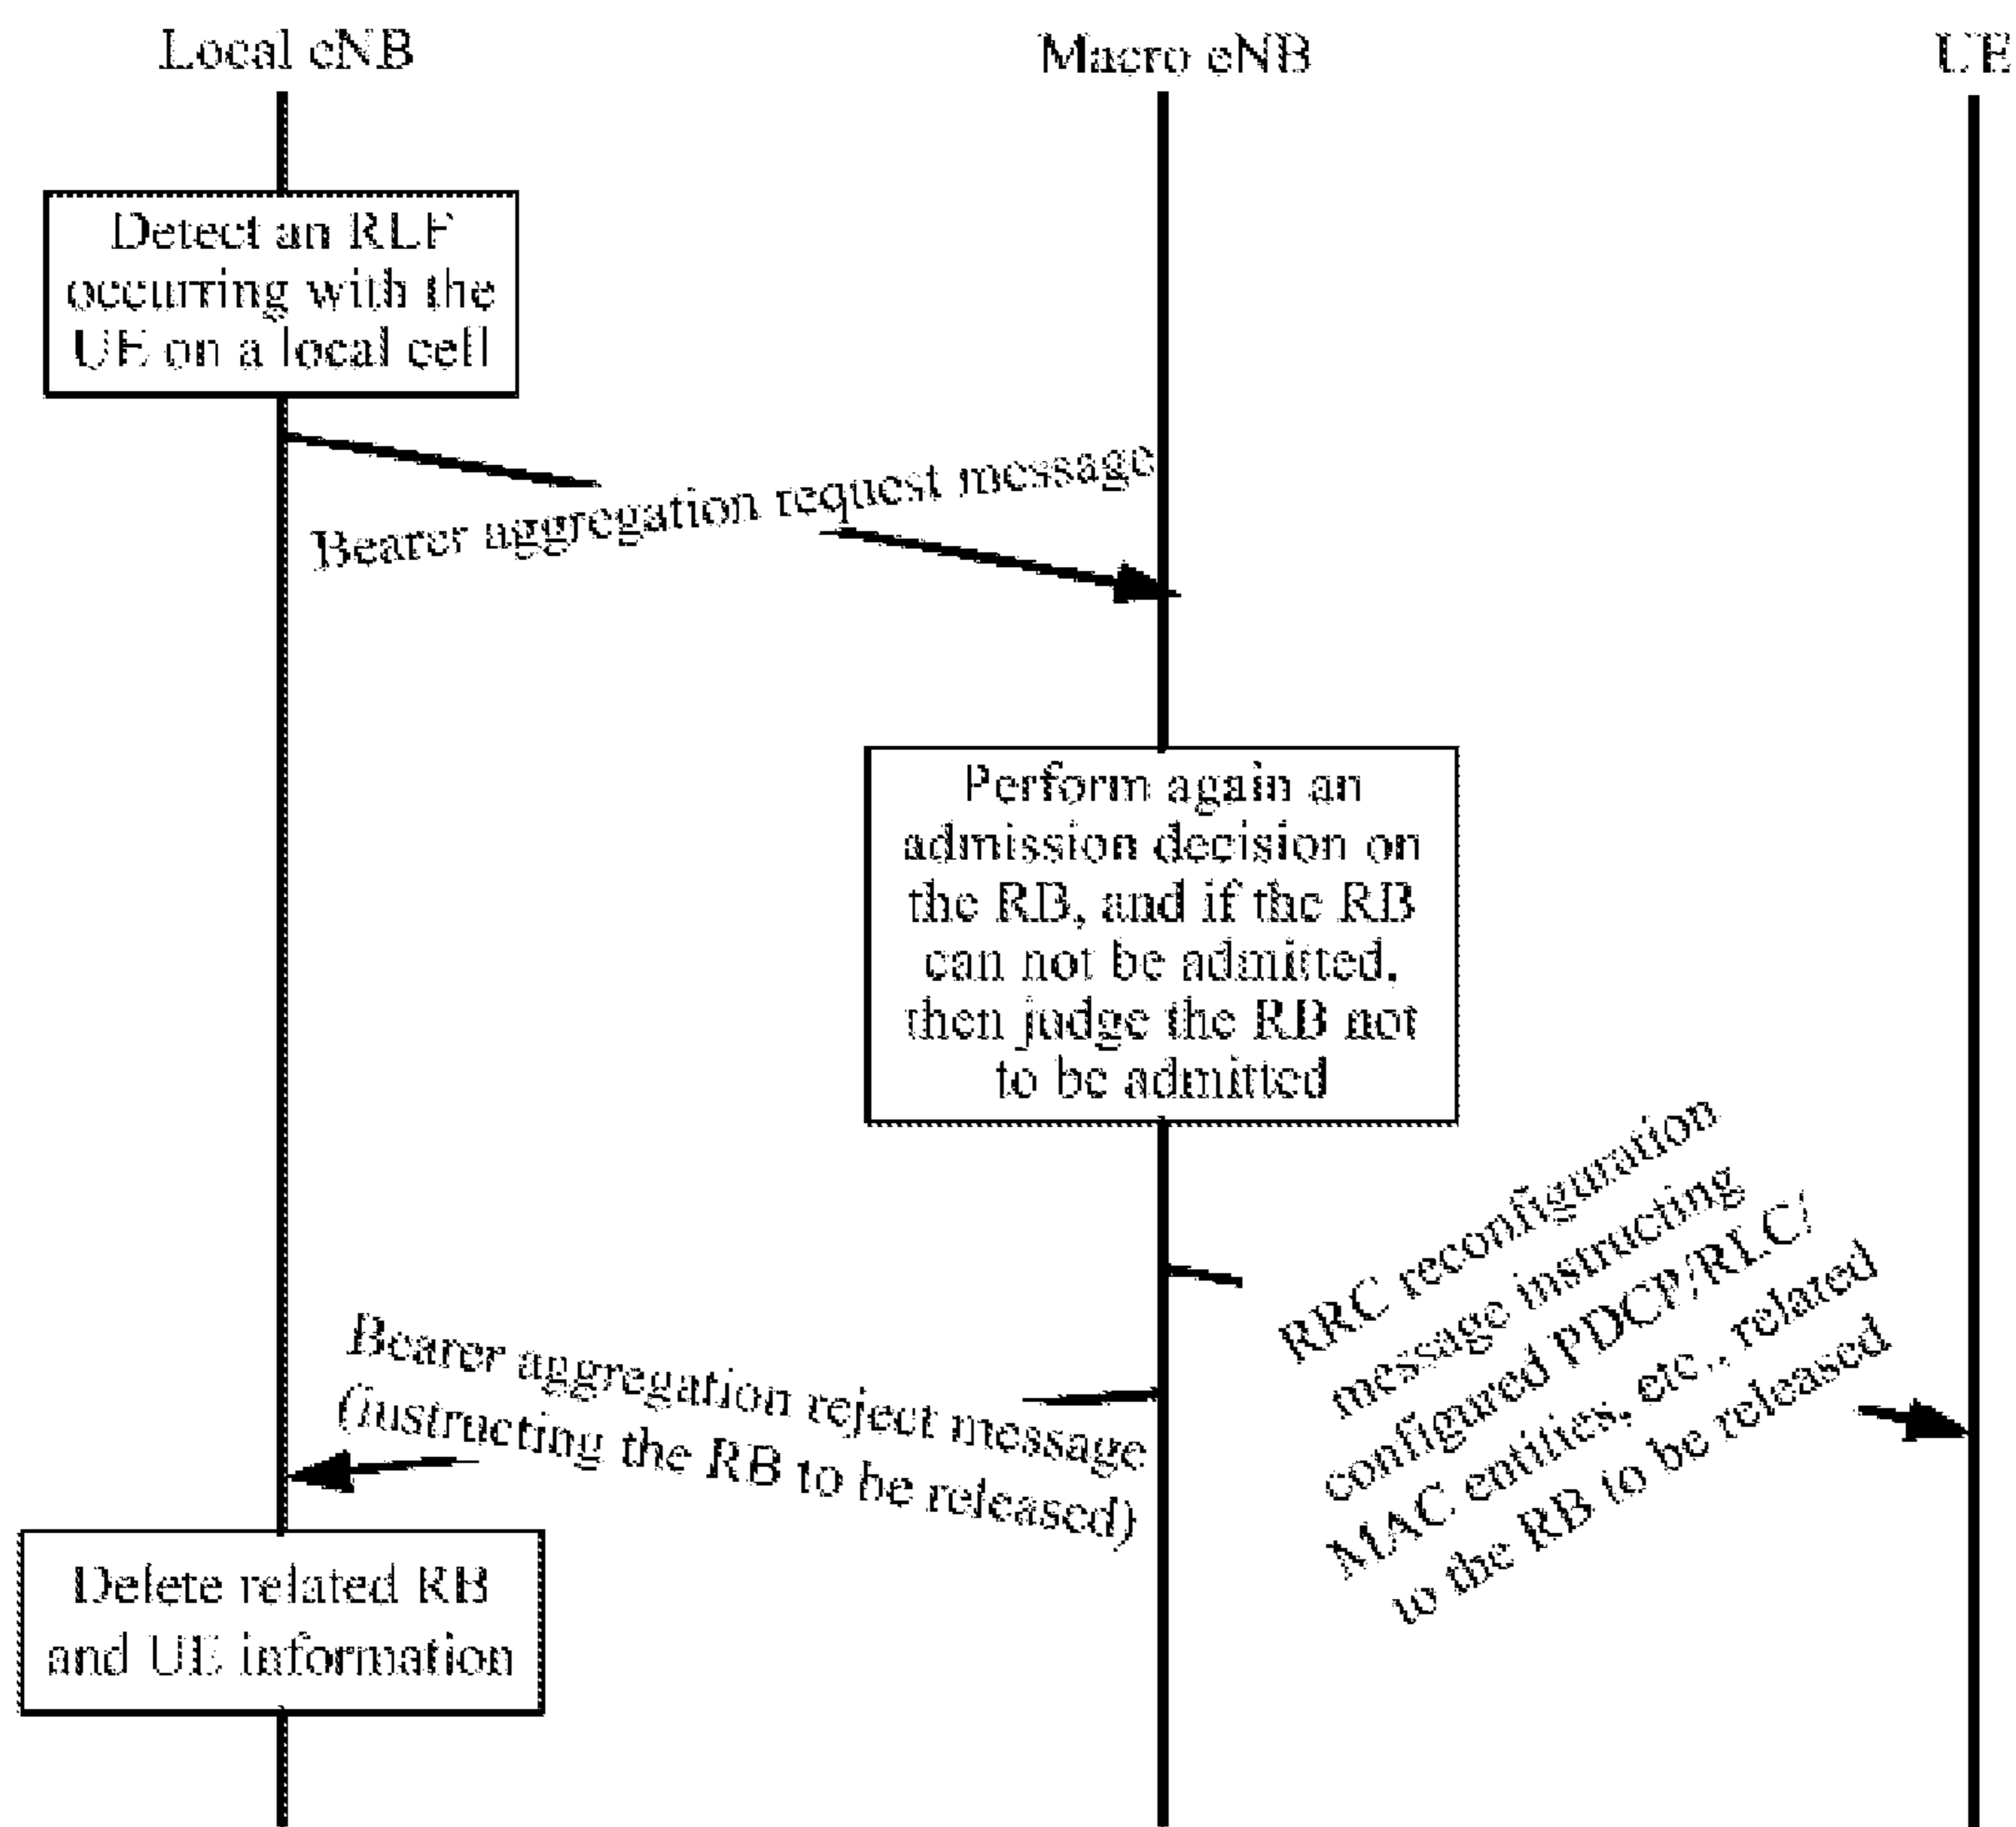 Local eNB
Macro eNB
UE
Detect an RLF
occurring with the
UE on a local cell
Bearer aggregation request message
Perform again an
admission decision on
the RB, and if the RB
can not be admitted,
then judge the RB not
to be admitted
RRC reconfiguration
message instructing
configured PDCP/RLC/
MAC entities, etc., related
to the RB to be released
Bearer aggregation reject message
(instructing the RB to be released)
Delete related RB
and UE information